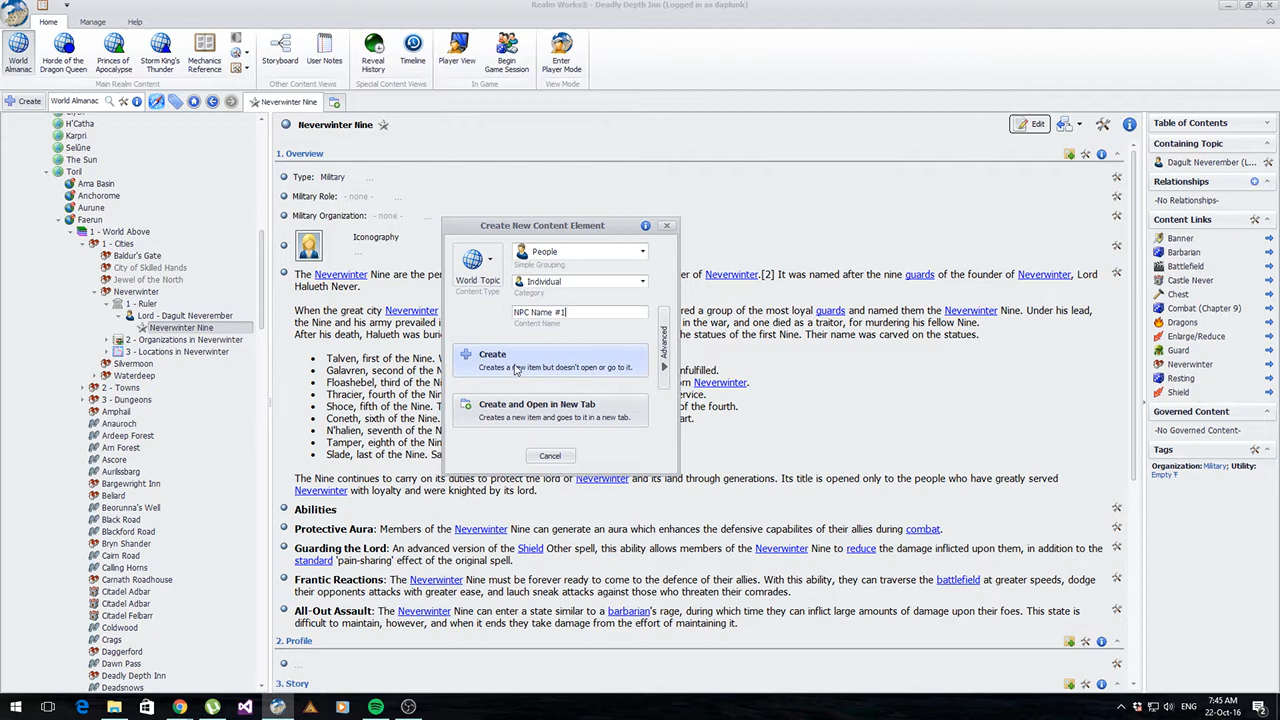 Realm Works® - Deadly Depth Inn (Logged in as daplunk)
Home Manage Help
World Almanac
Horde of the Dragon Queen
Princes of Apocalypse
Storm King's Thunder
Mechanics Reference
Main Realm Content
Storyboard
User Notes
Other Content Views
Reveal History
Timeline
Special Content Views
Player View
Begin Game Session
In Game
Enter Player Mode
View Mode
Create
World Almanac
Neverwinter Nine
H'Catha
Karpri
Selûne
The Sun
Toril
Ama Basin
Anchorome
Aurune
Faerun
1 - World Above
1 - Cities
Baldur's Gate
City of Skilled Hands
Jewel of the North
Neverwinter
1 - Ruler
Lord - Dagult Neverember
Neverwinter Nine
2 - Organizations in Neverwinter
3 - Locations in Neverwinter
Silvermoon
Waterdeep
2 - Towns
3 - Dungeons
Amphail
Anauroch
Ardeep Forest
Arn Forest
Ascore
Aurilssbarg
Bargewright Inn
Beliard
Beorunna's Well
Black Road
Blackford Road
Bryn Shander
Cairn Road
Calling Horns
Carnath Roadhouse
Citadel Adbar
Citadel Adbar
Citadel Felbarr
Coldwood
Crags
Daggerford
Dawn Pass
Deadly Depth Inn
Deadsnows
Neverwinter Nine
Edit
1. Overview
Type: Military ...
Military Role: - none - ...
Military Organization: - none - ...
Iconography
...
The Neverwinter Nine are the per
er of Neverwinter.[2] It was named after the nine guards of the founder of Neverwinter, Lord
Halueth Never.
When the great city Neverwinter
red a group of the most loyal guards and named them the Neverwinter Nine. Under his lead,
the Nine and his army prevailed i
in the war, and one died as a traitor, for murdering his fellow Nine.
After his death, Halueth was buri
the statues of the first Nine. Their name was carved on the statues.
• Talven, first of the Nine. W
ulfilled.
• Galavren, second of the N
• Floashebel, third of the Ni
om Neverwinter.
• Thracier, fourth of the Nin
rvice.
• Shoce, fifth of the Nine. T
of the fourth.
• Coneth, sixth of the Nine.
• N'halien, seventh of the N
• Tamper, eighth of the Nin
• Slade, last of the Nine. Sa
The Nine continues to carry on its duties to protect the lord of Neverwinter and its land through generations. Its title is opened only to the people who have greatly served
Neverwinter with loyalty and were knighted by its lord.
Abilities
Protective Aura: Members of the Neverwinter Nine can generate an aura which enhances the defensive capability of their allies during combat.
Guarding the Lord: An advanced version of the Shield Other spell, this ability allows members of the Neverwinter Nine to reduce the damage inflicted upon them, in addition to the
standard 'pain-sharing' effect of the original spell.
Frantic Reactions: The Neverwinter Nine must be forever ready to come to the defence of their allies. With this ability, they can traverse the battlefield at greater speeds, dodge
their opponents attacks with greater ease, and lauch sneak attacks against those who threaten their comrades.
All-Out Assault: The Neverwinter Nine can enter a state similar to a barbarian's rage, during which time they can inflict large amounts of damage upon their foes. This state is
difficult to maintain, however, and when it ends they take damage from the effort of maintaining it.
2. Profile
...
3. Story
Create New Content Element
World Topic
Content Type
People
Simple Grouping
Individual
Category
NPC Name #1
Content Name
Advanced
Create
Creates a new item but doesn't open or go to it.
Create and Open in New Tab
Creates a new item and goes to it in a new tab.
Cancel
Table of Contents
Containing Topic
Dagult Neverember (L...
Relationships
-No Relationships-
Content Links
Banner
Barbarian
Battlefield
Castle Never
Chest
Combat (2)
Dragons
Eremuth
Guard
Neverwinter
Resting
Shield
Governed Content
-No Governed Content-
Tags
Organization: Military; Utility:
Empty Ŧ
7:45 AM
22-Oct-16